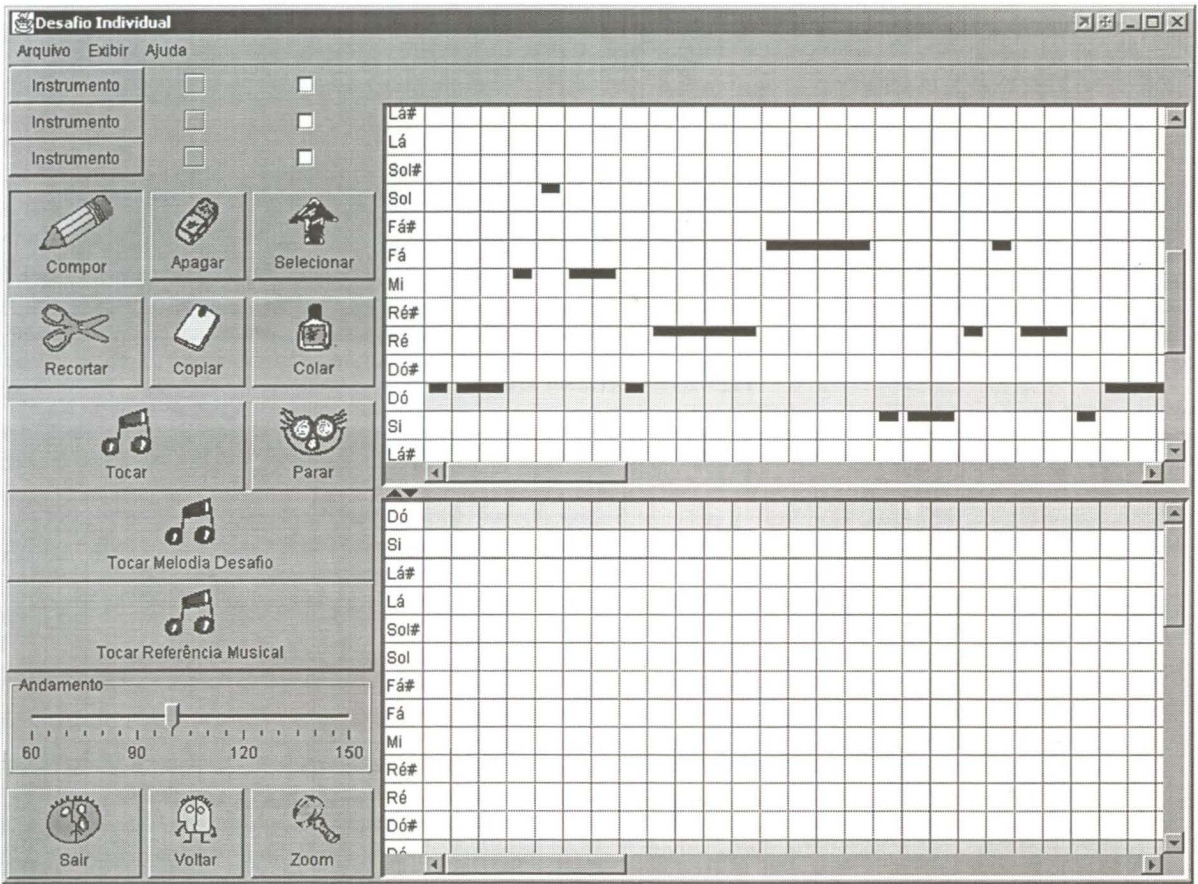 Desafio Individual
Arquivo Exibir Ajuda
Instrumento
Instrumento
Instrumento
Compor Apagar Selecionar
Recortar Copiar Colar
Tocar Parar
Tocar Melodia Desafio
Tocar Referência Musical
Andamento
60 90 120 150
Sair Voltar Zoom
Lá#
Lá
Sol#
Sol
Fá#
Fá
Mi
Ré#
Ré
Dó#
Dó
Si
Lá#
Dó
Si
Lá#
Lá
Sol#
Sol
Fá#
Fá
Mi
Ré#
Ré
Dó#
Dó